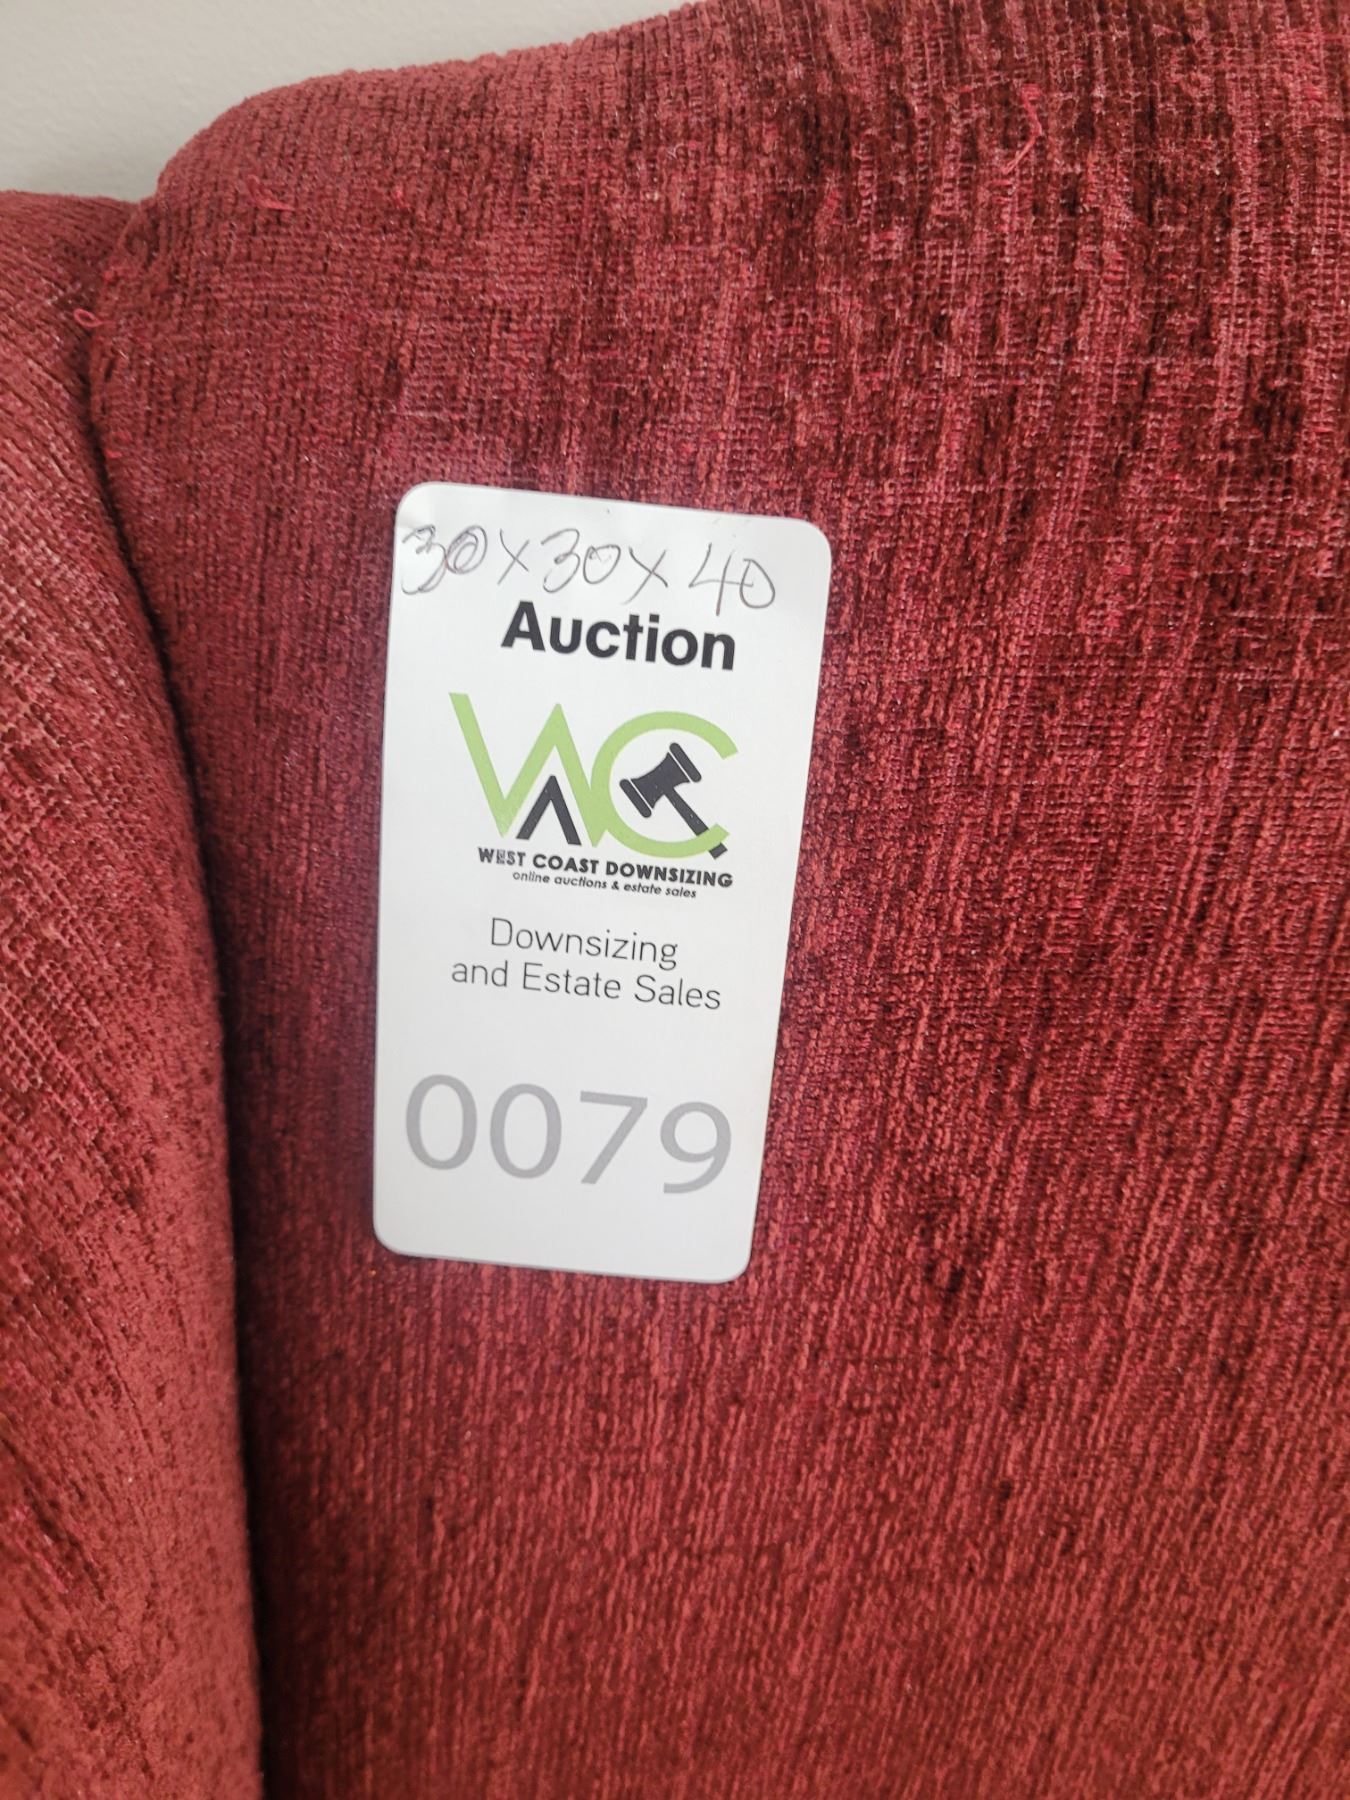 30x30x40
Auction
WC
WEST COAST DOWNSIZING
online auctions & estate sales
Downsizing
and Estate Sales
0079